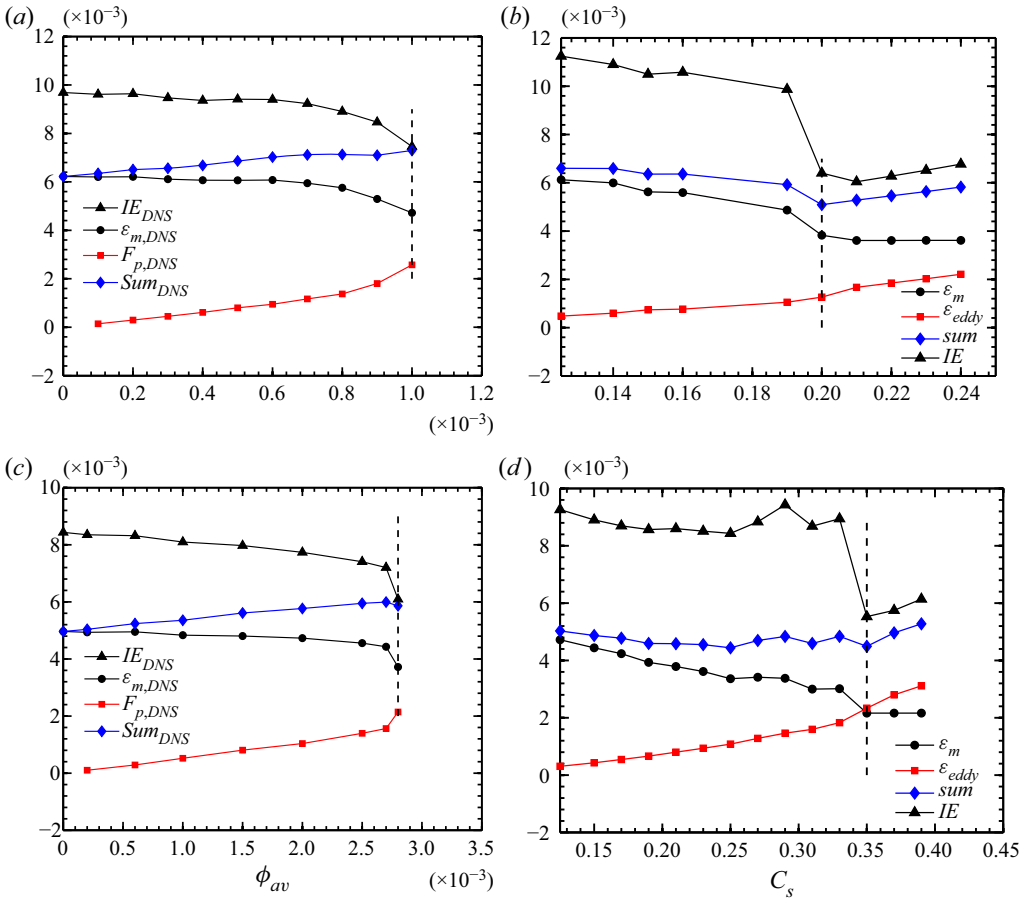 (a) (×10⁻³)
12
10
8
6
4
2
0
−2
IE_DNS
ε_m,DNS
F_p,DNS
Sum_DNS
0 0.2 0.4 0.6 0.8 1.0 1.2
(×10⁻³)
(b) (×10⁻³)
12
10
8
6
4
2
0
−2
ε_m
ε_eddy
sum
IE
0.14 0.16 0.18 0.20 0.22 0.24
(c) (×10⁻³)
10
8
6
4
2
0
−2
IE_DNS
ε_m,DNS
F_p,DNS
Sum_DNS
0 0.5 1.0 1.5 2.0 2.5 3.0 3.5
ϕ_av (×10⁻³)
(d) (×10⁻³)
10
8
6
4
2
0
−2
ε_m
ε_eddy
sum
IE
0.15 0.20 0.25 0.30 0.35 0.40 0.45
C_s